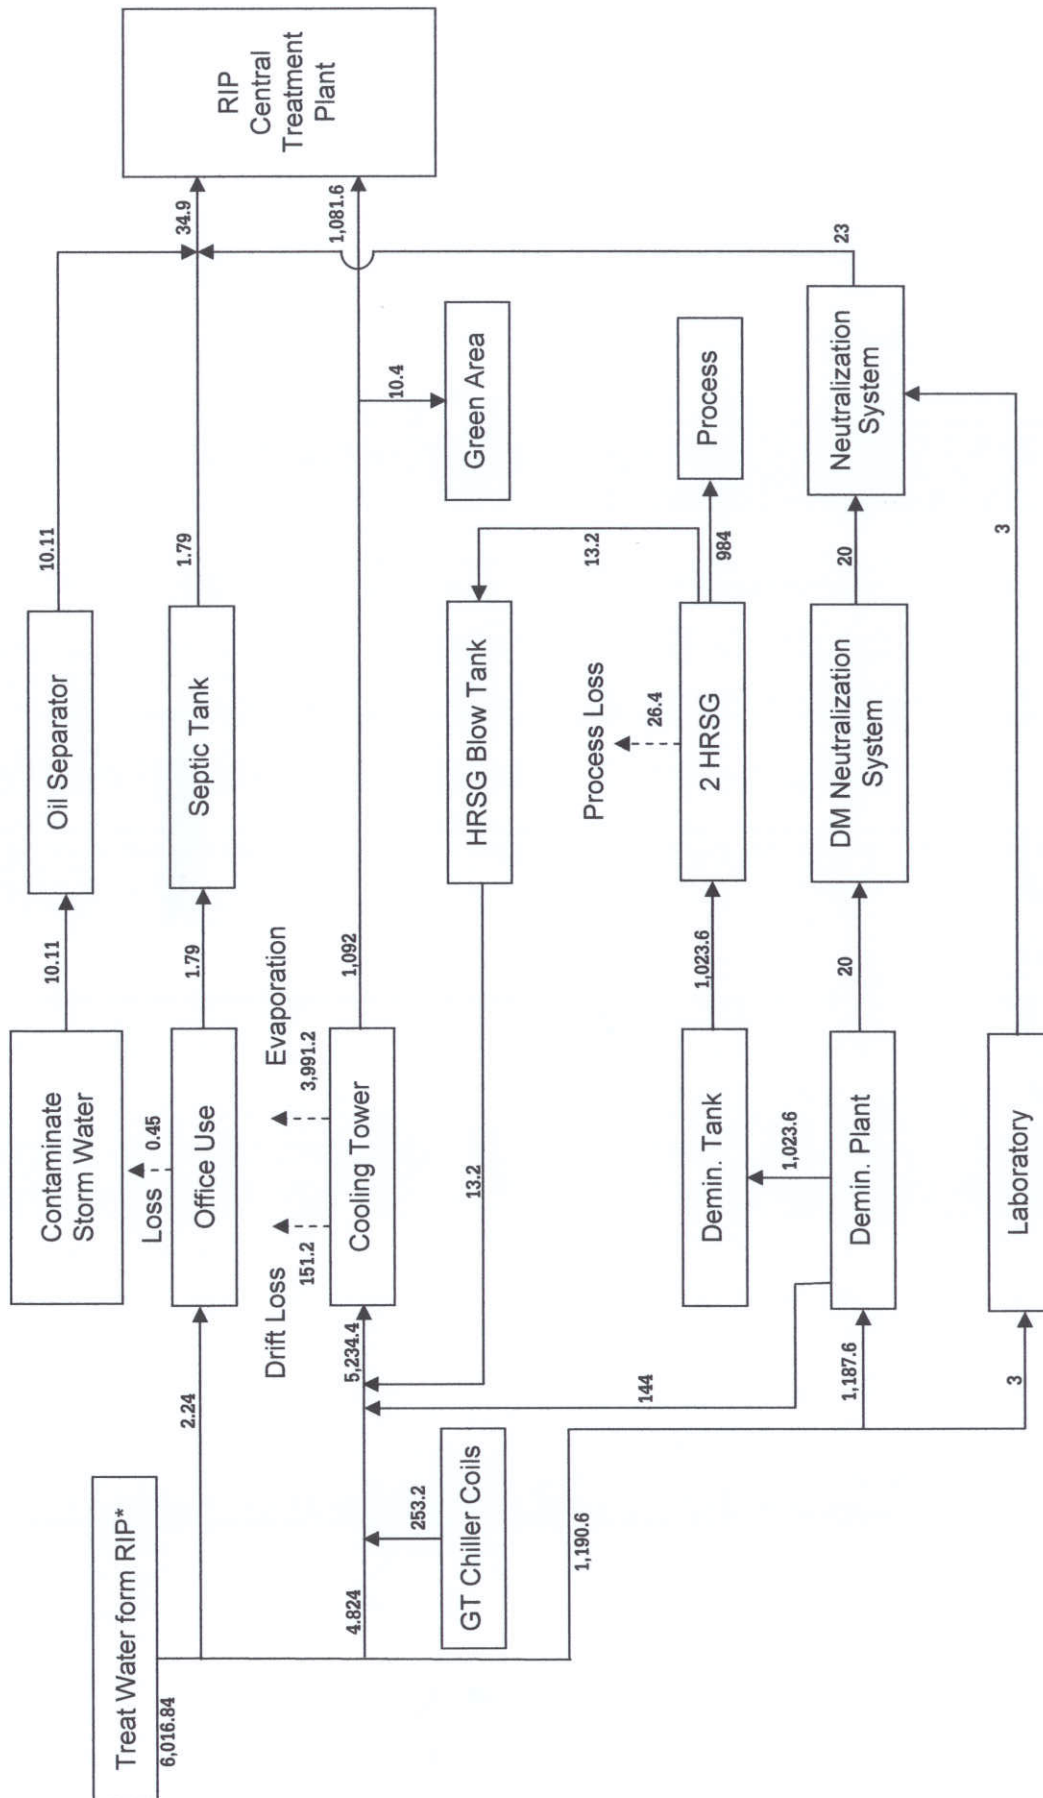 Treat Water form RIP*
6,016.84
2.24
4.824
253.2
GT Chiller Coils
1,190.6
Contaminate
Storm Water
10.11
Oil Separator
10.11
Loss
0.45
Office Use
1.79
Septic Tank
1.79
34.9
RIP
Central
Treatment
Plant
Drift Loss
151.2
Evaporation
3,991.2
5,234.4
Cooling Tower
1,092
1,081.6
10.4
Green Area
13.2
HRSG Blow Tank
13.2
144
Process Loss
26.4
Demin. Tank
1,023.6
2 HRSG
984
Process
1,023.6
1,187.6
Demin. Plant
20
DM Neutralization
System
20
Neutralization
System
23
3
Laboratory
3